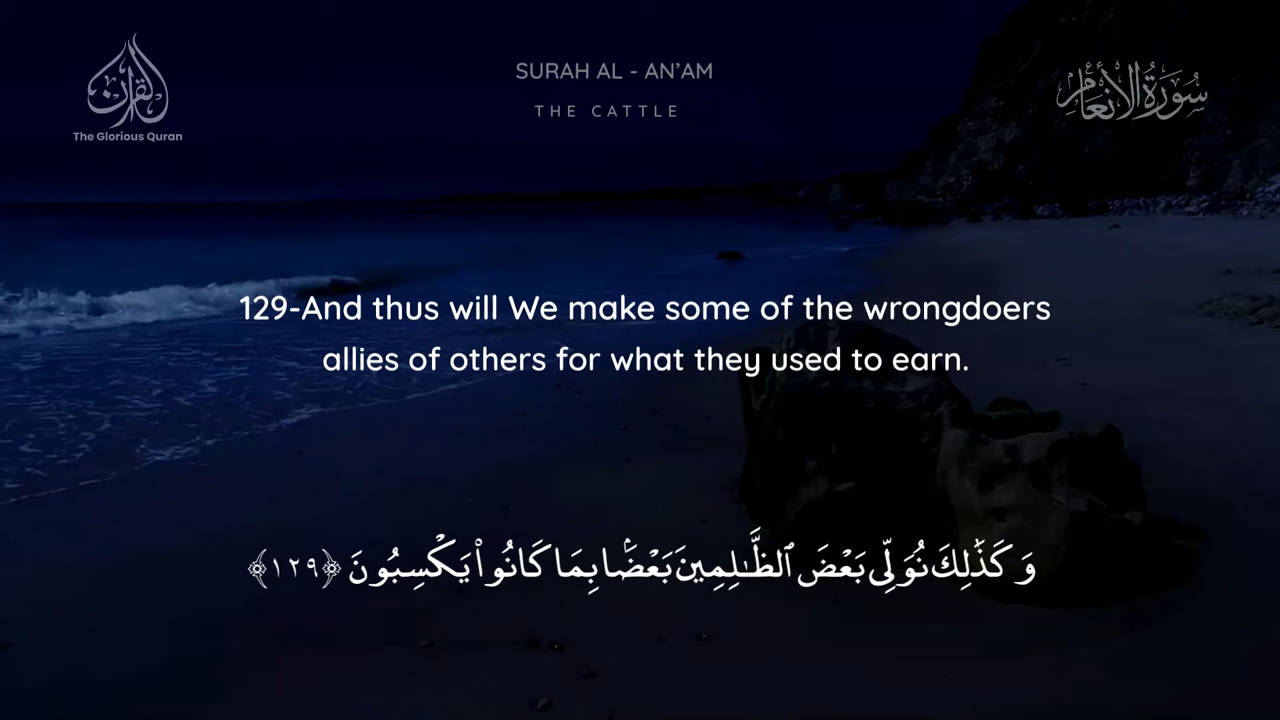 القرآن
The Glorious Quran
SURAH AL - AN’AM
THE CATTLE
سُورَةُ الأَنْعَام
129-And thus will We make some of the wrongdoers
allies of others for what they used to earn.
وَكَذَٰلِكَ نُوَلِّي بَعْضَ ٱلظَّـٰلِمِينَ بَعْضًۢا بِمَا كَانُوا۟ يَكْسِبُونَ ﴿١٢٩﴾